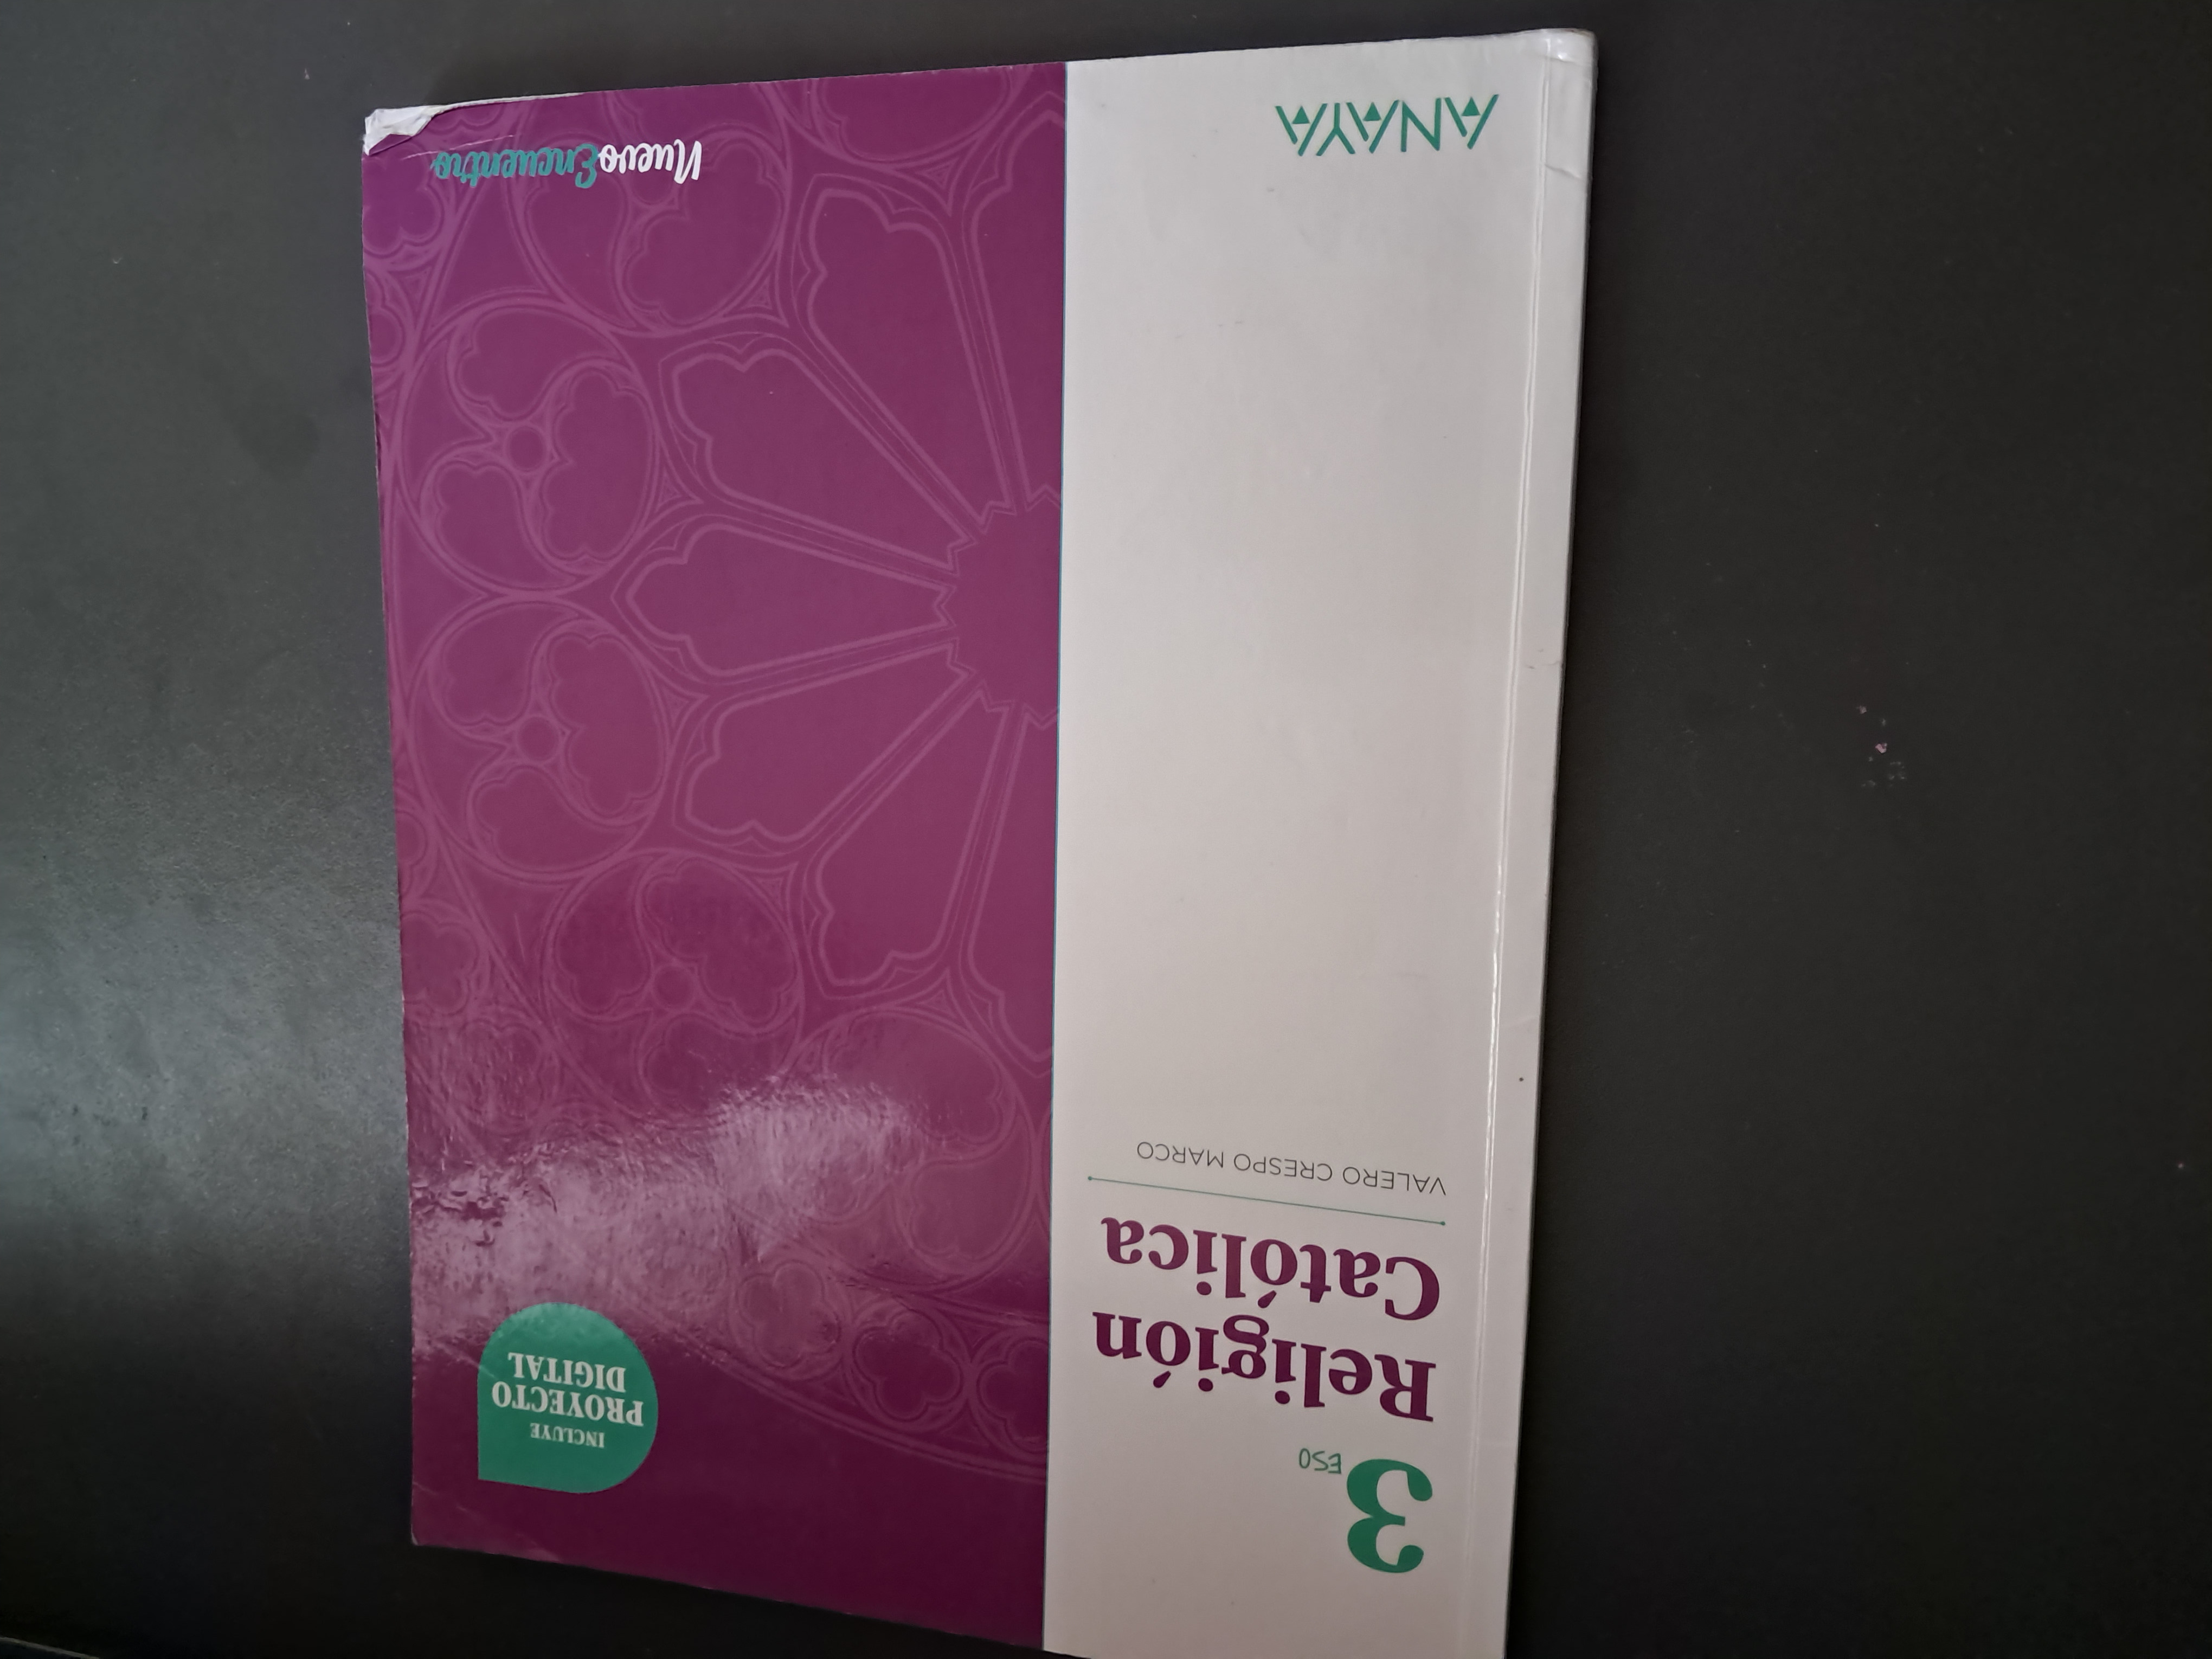 3 ESO
Religión
Católica
VALERO CRESPO MARCO
INCLUYE
PROYECTO
DIGITAL
ANAYA
NuevoEncuentro